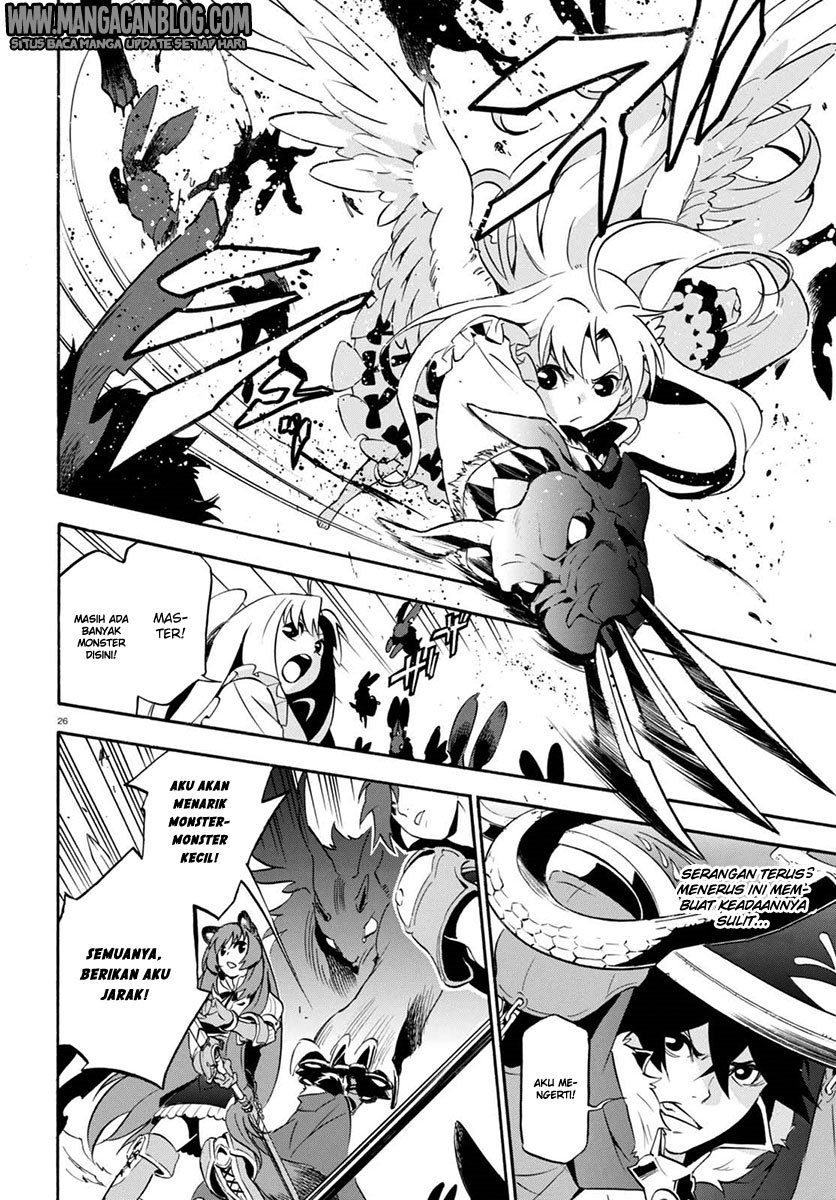 WWW.MANGACANBLOG.COM
SITUS BACA MANGA UPDATE SETIAP HARI
MAS-
TER!
MASIH ADA
BANYAK
MONSTER
DISINI!
26
SERANGAN TERUS
MENERUS INI MEM-
BUAT KEADAANNYA
SULIT...
AKU ME-
NGERTI!
AKU AKAN
MENARIK
MONSTER-
MONSTER
KECIL!
SEMUANYA,
BERIKAN AKU
JARAK!